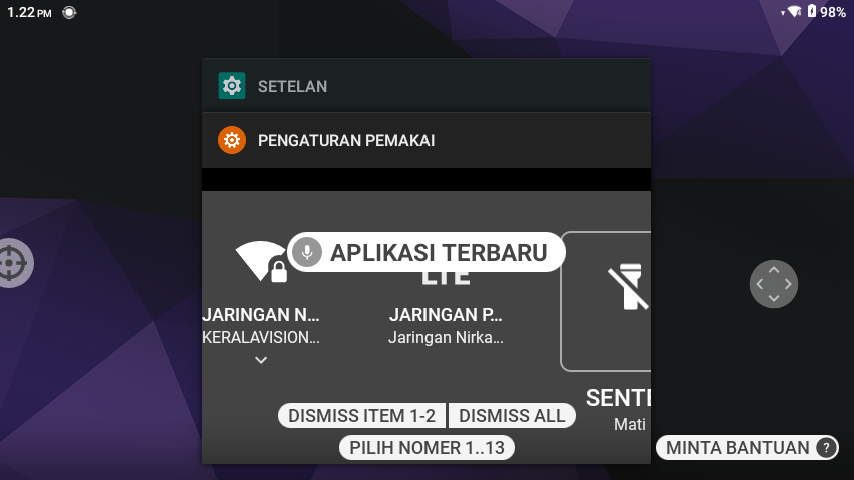 1.22 PM
98%
SETELAN
PENGATURAN PEMAKAI
APLIKASI TERBARU
LTE
JARINGAN N...
JARINGAN P...
KERALAVISION...
Jaringan Nirka...
SENTE
Mati
DISMISS ITEM 1-2
DISMISS ALL
PILIH NOMER 1..13
MINTA BANTUAN ?